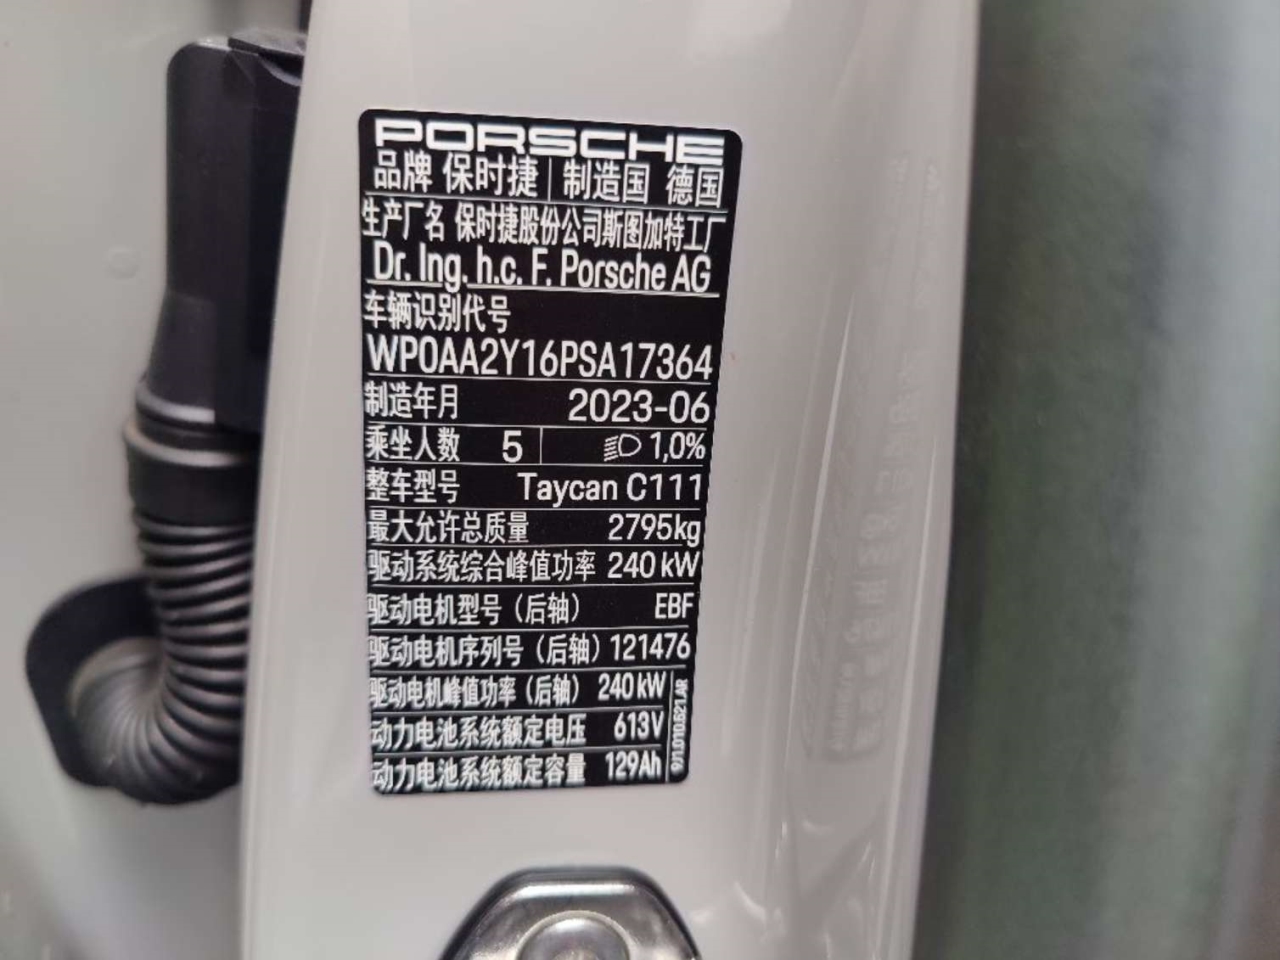 PORSCHE
品牌 保时捷 制造国 德国
生产厂名 保时捷股份公司斯图加特工厂
Dr. Ing. h.c. F. Porsche AG
车辆识别代号
WP0AA2Y16PSA17364
制造年月 2023-06
乘坐人数 5 1,0%
整车型号 Taycan C111
最大允许总质量 2795kg
驱动系统综合峰值功率 240 kW
驱动电机型号（后轴） EBF
驱动电机序列号（后轴） 121476
驱动电机峰值功率（后轴） 240 kW
动力电池系统额定电压 613V
动力电池系统额定容量 129Ah
9J1.010.621.AR